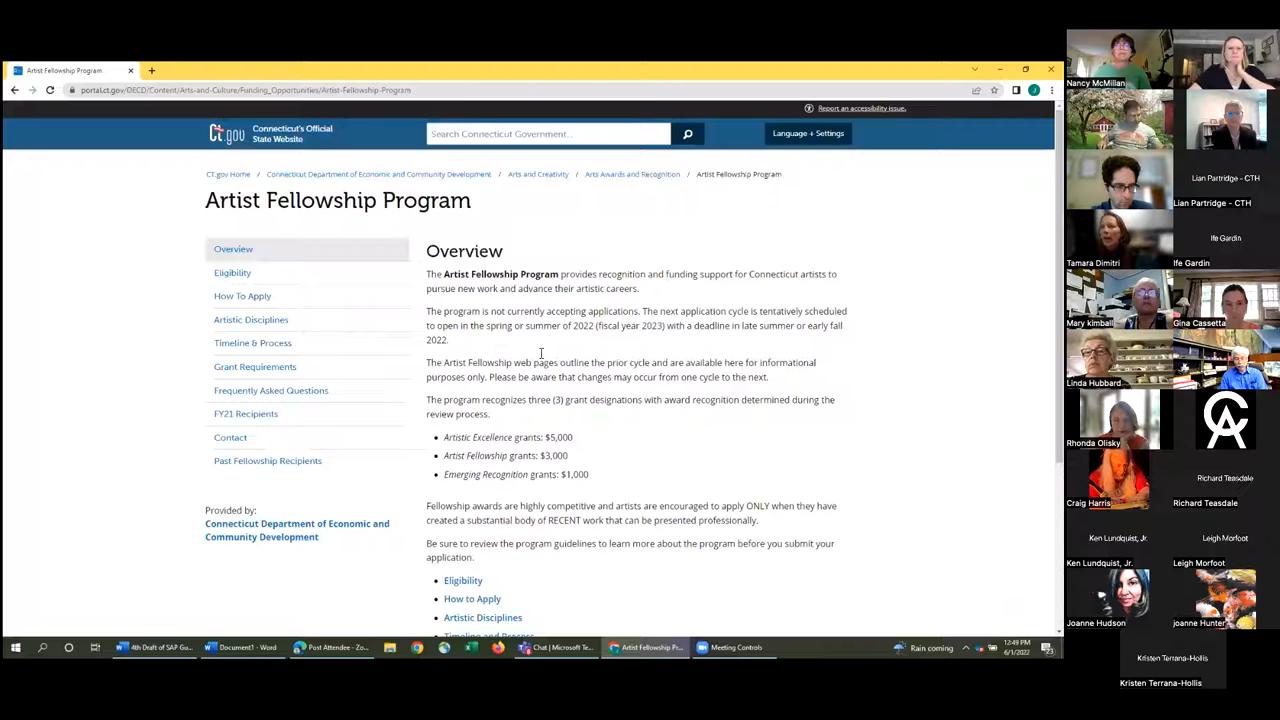 Artist Fellowship Program
portal.ct.gov/DECD/Content/Arts-and-Culture/Funding_Opportunities/Artist-Fellowship-Program
J
Report an accessibility issue.
Ct gov
Connecticut's Official
State Website
Search Connecticut Government...
Language + Settings
CT.gov Home / Connecticut Department of Economic and Community Development / Arts and Creativity / Arts Awards and Recognition / Artist Fellowship Program
Artist Fellowship Program
Overview
Eligibility
How To Apply
Artistic Disciplines
Timeline & Process
Grant Requirements
Frequently Asked Questions
FY21 Recipients
Contact
Past Fellowship Recipients
Provided by:
Connecticut Department of Economic and
Community Development
Overview
The Artist Fellowship Program provides recognition and funding support for Connecticut artists to
pursue new work and advance their artistic careers.
The program is not currently accepting applications. The next application cycle is tentatively scheduled
to open in the spring or summer of 2022 (fiscal year 2023) with a deadline in late summer or early fall
2022.
The Artist Fellowship web pages outline the prior cycle and are available here for informational
purposes only. Please be aware that changes may occur from one cycle to the next.
The program recognizes three (3) grant designations with award recognition determined during the
review process.
• Artistic Excellence grants: $5,000
• Artist Fellowship grants: $3,000
• Emerging Recognition grants: $1,000
Fellowship awards are highly competitive and artists are encouraged to apply ONLY when they have
created a substantial body of RECENT work that can be presented professionally.
Be sure to review the program guidelines to learn more about the program before you submit your
application.
• Eligibility
• How to Apply
• Artistic Disciplines
Timeline and Process
4th Draft of SAP Gu...
Document1 - Word
Post Attendee - Zo...
Chat | Microsoft Te...
Artist Fellowship Pr...
Meeting Controls
Rain coming
12:49 PM
6/1/2022
23
Nancy McMillan
Lian Partridge - CTH
Lian Partridge - CTH
Tamara Dimitri
Ife Gardin
Ife Gardin
Mary kimball
Gina Cassetta
Linda Hubbard
Rhonda Olisky
CA
Craig Harris
Richard Teasdale
Richard Teasdale
Ken Lundquist, Jr.
Ken Lundquist, Jr.
Leigh Morfoot
Leigh Morfoot
Joanne Hudson
joanne Hunter
Kristen Terrana-Hollis
Kristen Terrana-Hollis